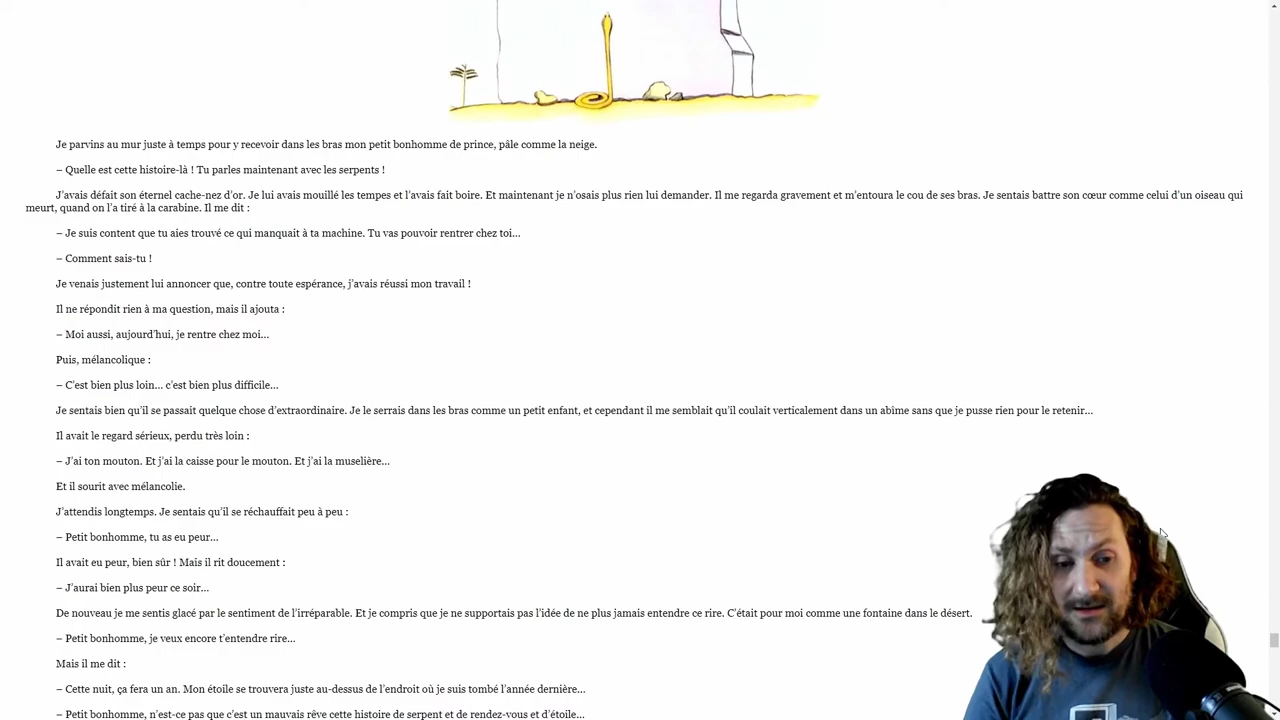 Je parvins au mur juste à temps pour y recevoir dans les bras mon petit bonhomme de prince, pâle comme la neige.
– Quelle est cette histoire-là ! Tu parles maintenant avec les serpents !
J’avais défait son éternel cache-nez d’or. Je lui avais mouillé les tempes et l’avais fait boire. Et maintenant je n’osais plus rien lui demander. Il me regarda gravement et m’entoura le cou de ses bras. Je sentais battre son cœur comme celui d’un oiseau qui
meurt, quand on l’a tiré à la carabine. Il me dit :
– Je suis content que tu aies trouvé ce qui manquait à ta machine. Tu vas pouvoir rentrer chez toi…
– Comment sais-tu !
Je venais justement lui annoncer que, contre toute espérance, j’avais réussi mon travail !
Il ne répondit rien à ma question, mais il ajouta :
– Moi aussi, aujourd’hui, je rentre chez moi…
Puis, mélancolique :
– C’est bien plus loin… c’est bien plus difficile…
Je sentais bien qu’il se passait quelque chose d’extraordinaire. Je le serrais dans les bras comme un petit enfant, et cependant il me semblait qu’il coulait verticalement dans un abîme sans que je pusse rien pour le retenir…
Il avait le regard sérieux, perdu très loin :
– J’ai ton mouton. Et j’ai la caisse pour le mouton. Et j’ai la muselière…
Et il sourit avec mélancolie.
J’attendis longtemps. Je sentais qu’il se réchauffait peu à peu :
– Petit bonhomme, tu as eu peur…
Il avait eu peur, bien sûr ! Mais il rit doucement :
– J’aurai bien plus peur ce soir…
De nouveau je me sentis glacé par le sentiment de l’irréparable. Et je compris que je ne supportais pas l’idée de ne plus jamais entendre ce rire. C’était pour moi comme une fontaine dans le désert.
– Petit bonhomme, je veux encore t’entendre rire…
Mais il me dit :
– Cette nuit, ça fera un an. Mon étoile se trouvera juste au-dessus de l’endroit où je suis tombé l’année dernière…
– Petit bonhomme, n’est-ce pas que c’est un mauvais rêve cette histoire de serpent et de rendez-vous et d’étoile…